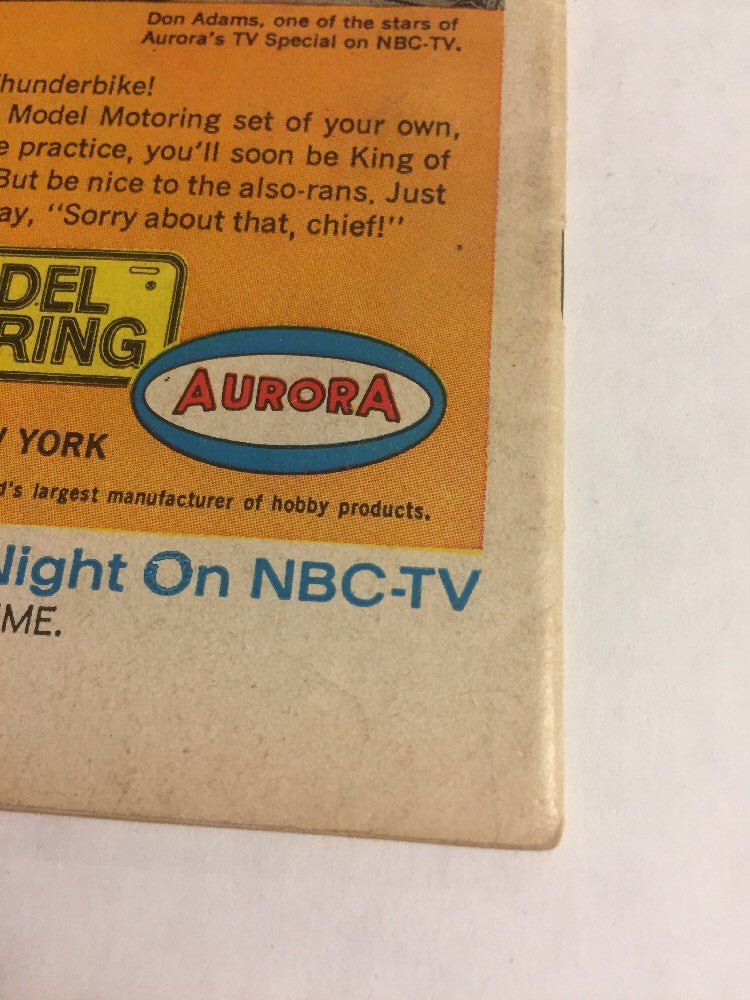 Don Adams, one of the stars of
Aurora's TV Special on NBC-TV.
hunderbike!
Model Motoring set of your own,
e practice, you'll soon be King of
But be nice to the also-rans. Just
ay, "Sorry about that, chief!"
DEL
RING
AURORA
YORK
d's largest manufacturer of hobby products.
Night On NBC-TV
ME.